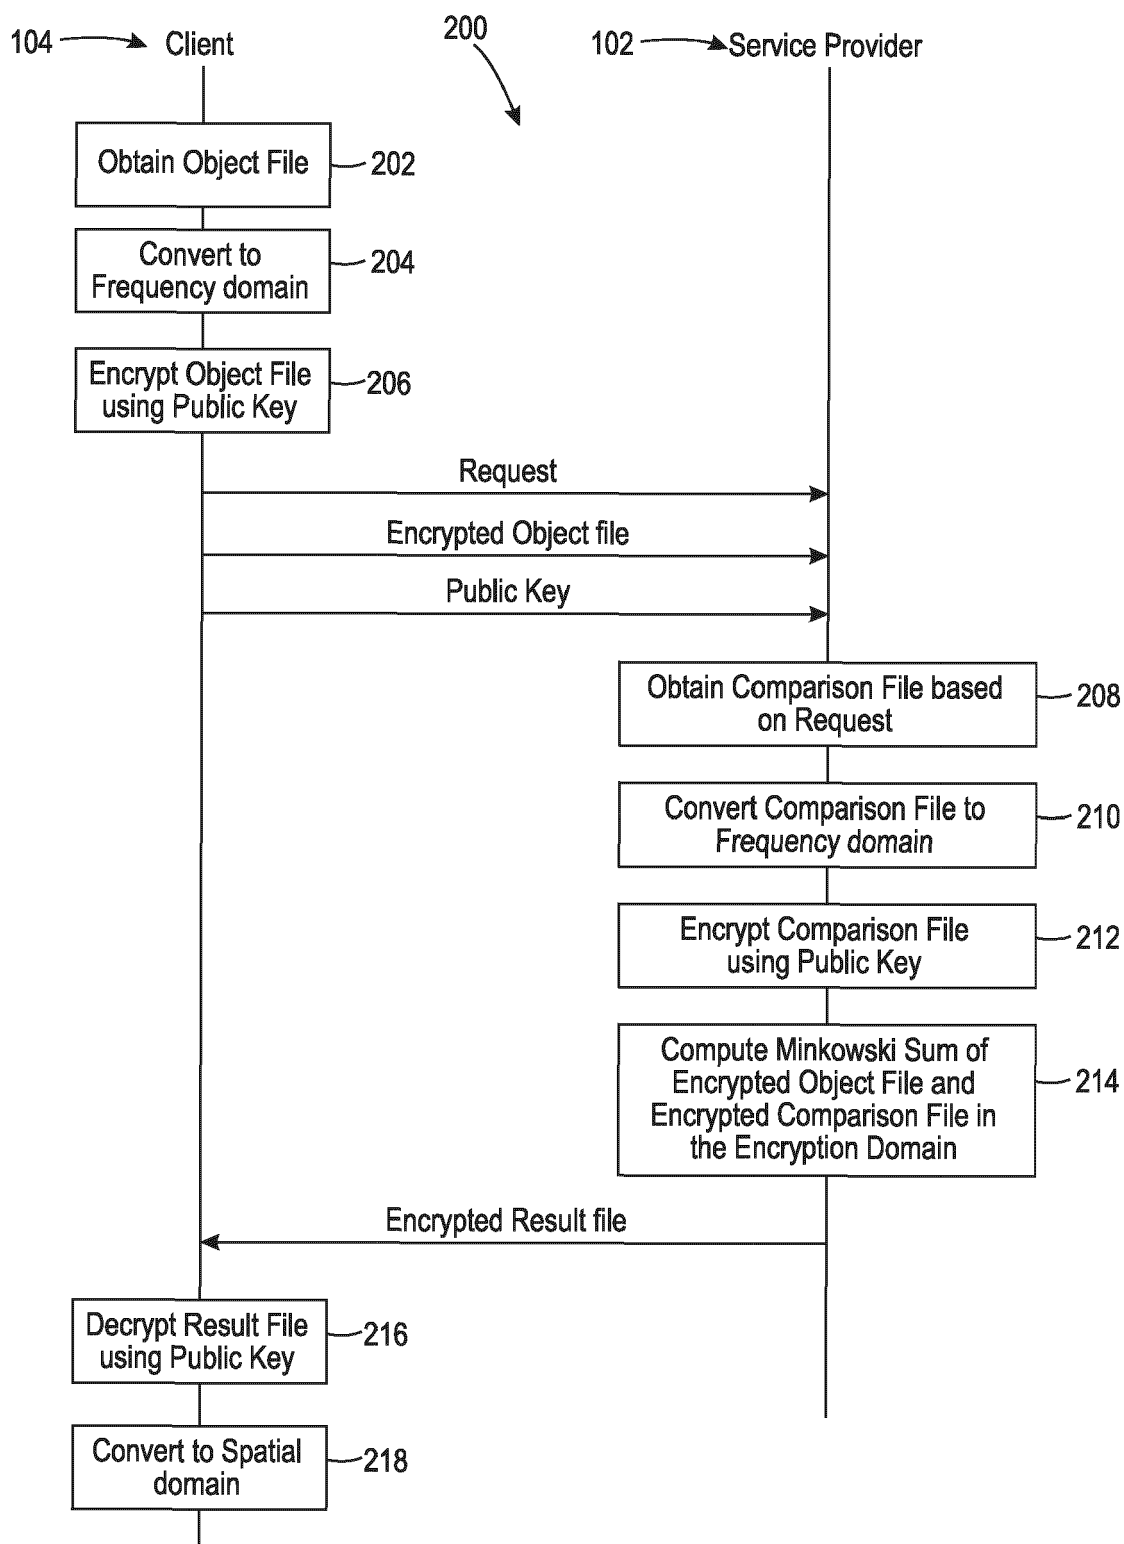 104 Client
200
102 Service Provider
Obtain Object File 202
Convert to
Frequency domain 204
Encrypt Object File
using Public Key 206
Request
Encrypted Object file
Public Key
Obtain Comparison File based
on Request 208
Convert Comparison File to
Frequency domain 210
Encrypt Comparison File
using Public Key 212
Compute Minkowski Sum of
Encrypted Object File and
Encrypted Comparison File in
the Encryption Domain 214
Encrypted Result file
Decrypt Result File
using Public Key 216
Convert to Spatial
domain 218